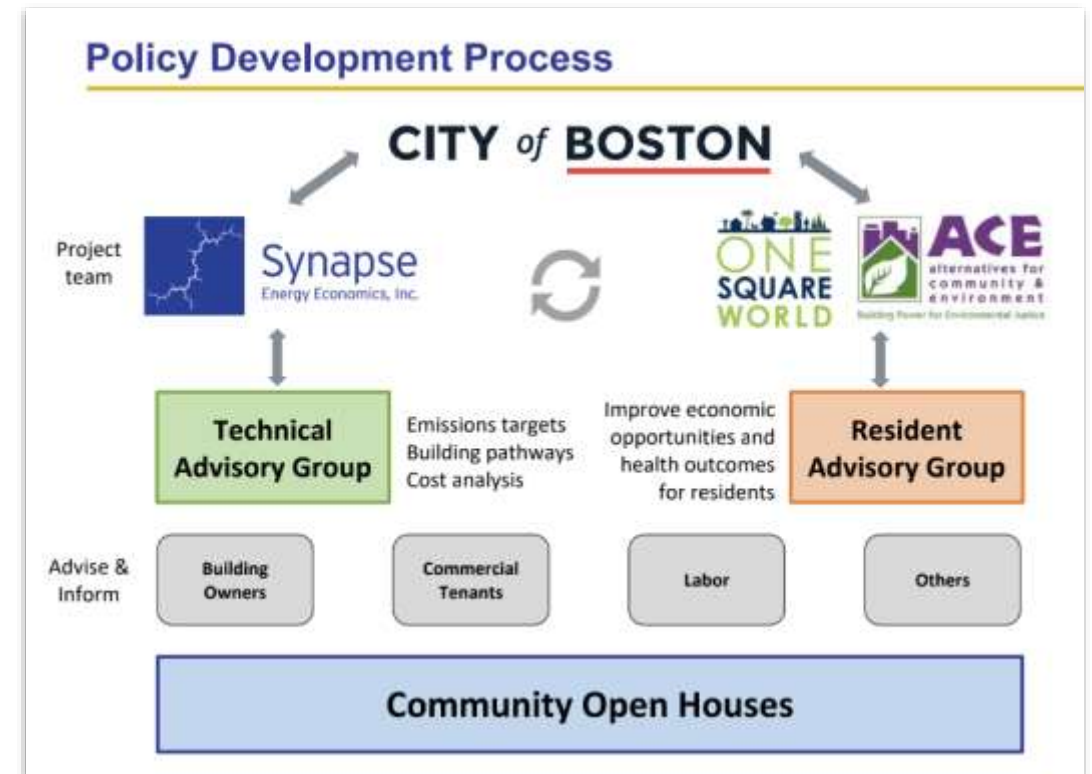 Policy Development Process
CITY of BOSTON
Project
team
Synapse
Energy Economics, Inc.
ONE
SQUARE
WORLD
ACE
alternatives for
community &
environment
Building Power for Environmental Justice
Technical
Advisory Group
Emissions targets
Building pathways
Cost analysis
Improve economic
opportunities and
health outcomes
for residents
Resident
Advisory Group
Advise &
Inform
Building
Owners
Commercial
Tenants
Labor
Others
Community Open Houses